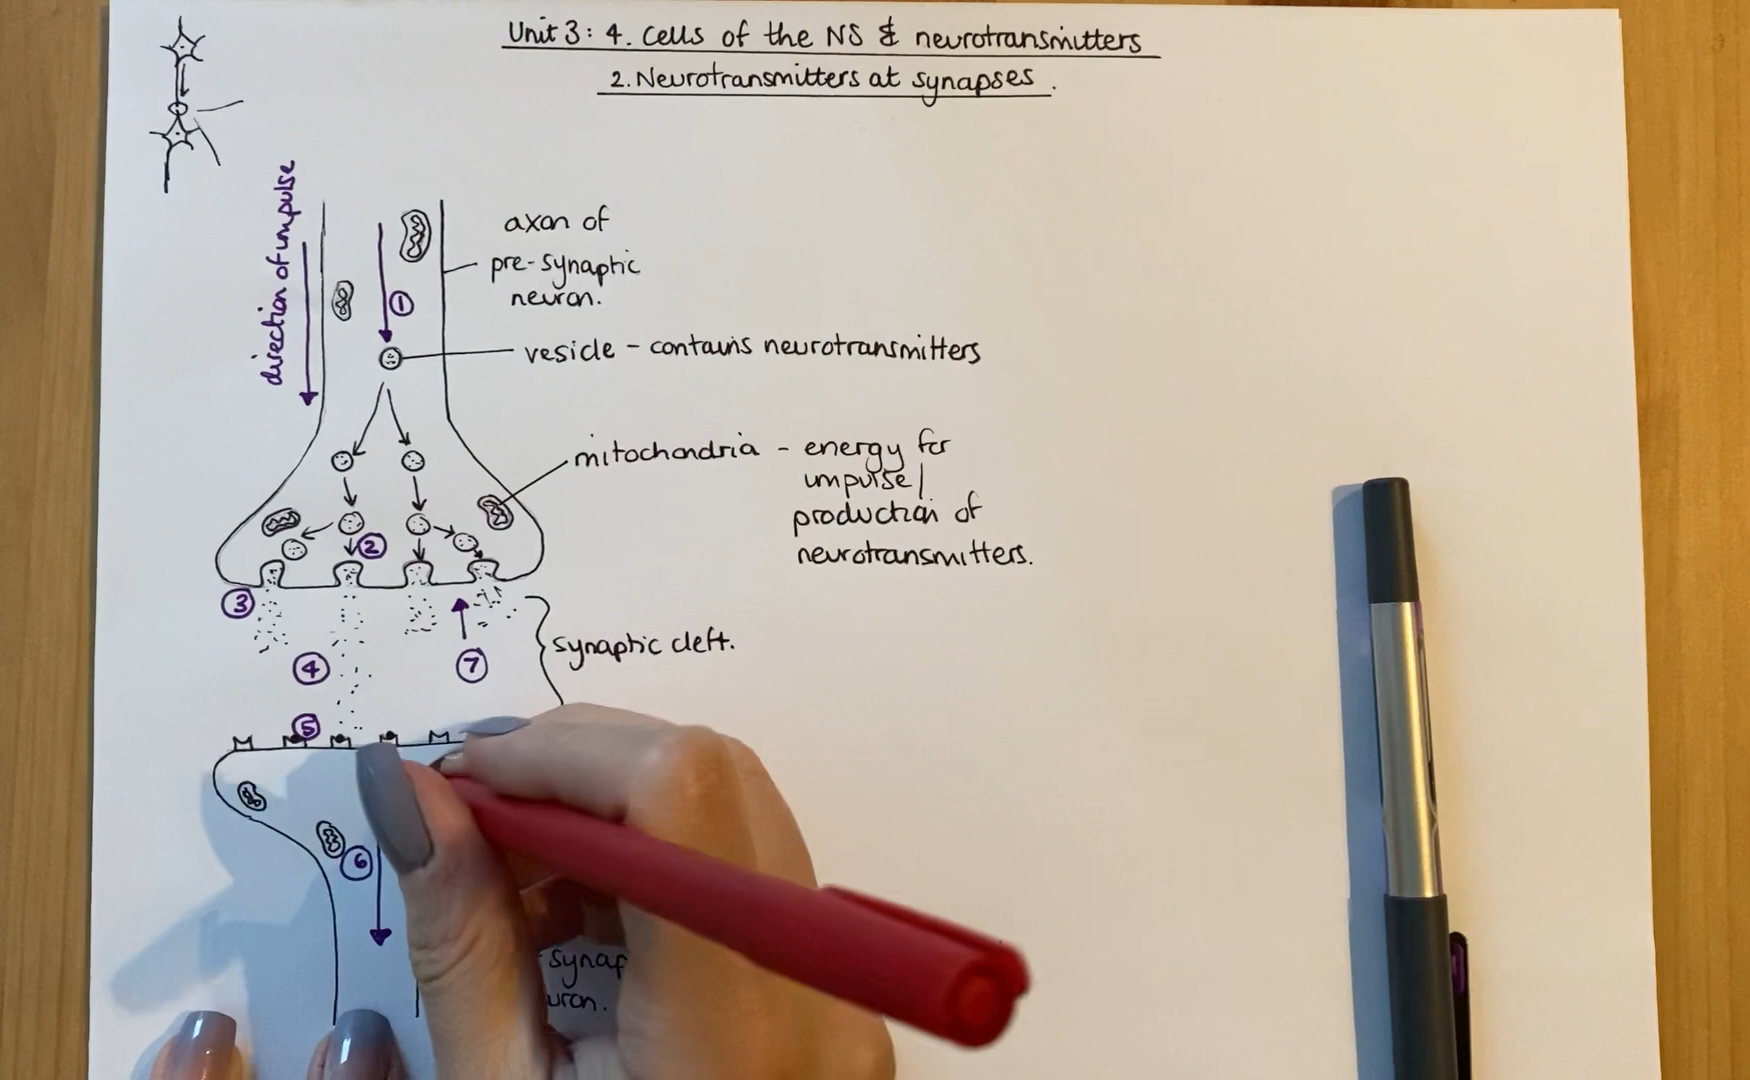 Unit 3: 4. Cells of the NS & neurotransmitters
2. Neurotransmitters at synapses.
direction of impulse
axon of
pre-synaptic
neuron.
1
vesicle - contains neurotransmitters
mitochondria - energy for
impulse/
production of
neurotransmitters.
2
3
synaptic cleft.
4
7
5
6